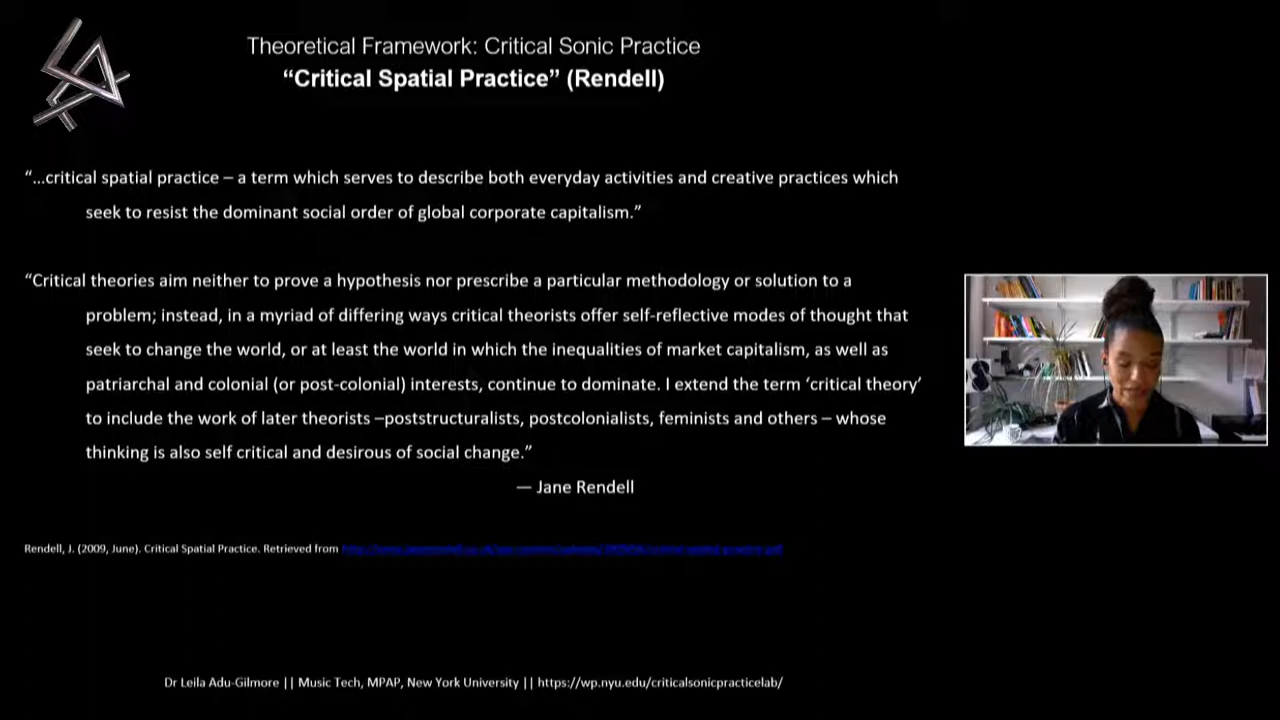 Theoretical Framework: Critical Sonic Practice
“Critical Spatial Practice” (Rendell)
“...critical spatial practice – a term which serves to describe both everyday activities and creative practices which
seek to resist the dominant social order of global corporate capitalism.”
“Critical theories aim neither to prove a hypothesis nor prescribe a particular methodology or solution to a
problem; instead, in a myriad of differing ways critical theorists offer self-reflective modes of thought that
seek to change the world, or at least the world in which the inequalities of market capitalism, as well as
patriarchal and colonial (or post-colonial) interests, continue to dominate. I extend the term ‘critical theory’
to include the work of later theorists –poststructuralists, postcolonialists, feminists and others – whose
thinking is also self critical and desirous of social change.”
— Jane Rendell
Rendell, J. (2009, June). Critical Spatial Practice. Retrieved from
Dr Leila Adu-Gilmore || Music Tech, MPAP, New York University || https://wp.nyu.edu/criticalsonicpracticelab/